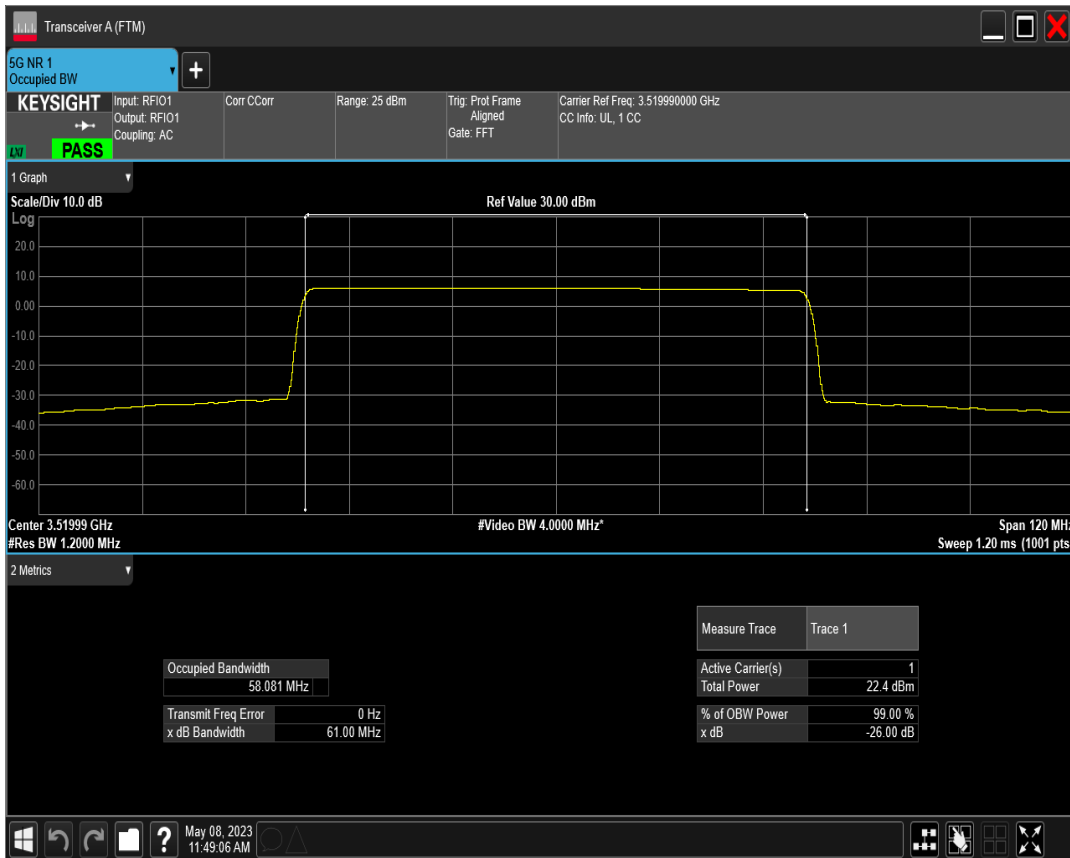 Transceiver A (FTM)
5G NR 1
Occupied BW
+
KEYSIGHT
LXI
PASS
Input: RFIO1
Output: RFIO1
Coupling: AC
Corr CCorr
Range: 25 dBm
Trig: Prot Frame
Aligned
Gate: FFT
Carrier Ref Freq: 3.519990000 GHz
CC Info: UL, 1 CC
1 Graph
Scale/Div 10.0 dB
Ref Value 30.00 dBm
Log
20.0
10.0
0.00
-10.0
-20.0
-30.0
-40.0
-50.0
-60.0
Center 3.51999 GHz
#Video BW 4.0000 MHz*
Span 120 MHz
#Res BW 1.2000 MHz
Sweep 1.20 ms (1001 pts
2 Metrics
Measure Trace Trace 1
Occupied Bandwidth
58.081 MHz
Active Carrier(s) 1
Total Power 22.4 dBm
Transmit Freq Error 0 Hz
x dB Bandwidth 61.00 MHz
% of OBW Power 99.00 %
x dB -26.00 dB
?
May 08, 2023
11:49:06 AM